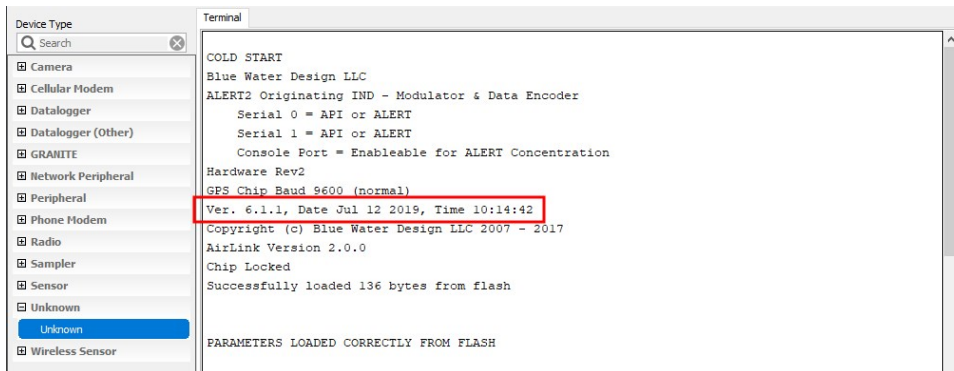 Device Type
Search
Camera
Cellular Modem
Datalogger
Datalogger (Other)
GRANITE
Network Peripheral
Peripheral
Phone Modem
Radio
Sampler
Sensor
Unknown
Unknown
Wireless Sensor
Terminal
COLD START
Blue Water Design LLC
ALERT2 Originating IND - Modulator & Data Encoder
Serial 0 = API or ALERT
Serial 1 = API or ALERT
Console Port = Enableable for ALERT Concentration
Hardware Rev2
GPS Chip Baud 9600 (normal)
Ver. 6.1.1, Date Jul 12 2019, Time 10:14:42
Copyright (c) Blue Water Design LLC 2007 - 2017
AirLink Version 2.0.0
Chip Locked
Successfully loaded 136 bytes from flash
PARAMETERS LOADED CORRECTLY FROM FLASH